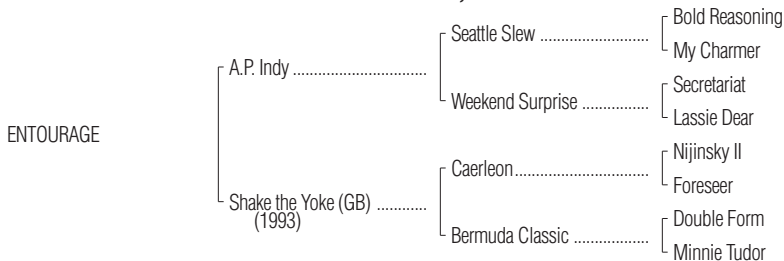 Bold Reasoning
Seattle Slew ..............................
My Charmer
A.P. Indy ....................................
Secretariat
Weekend Surprise ..................
Lassie Dear
ENTOURAGE
Nijinsky II
Caerleon....................................
Foreseer
Shake the Yoke (GB) ..............
(1993)
Double Form
Bermuda Classic .....................
Minnie Tudor